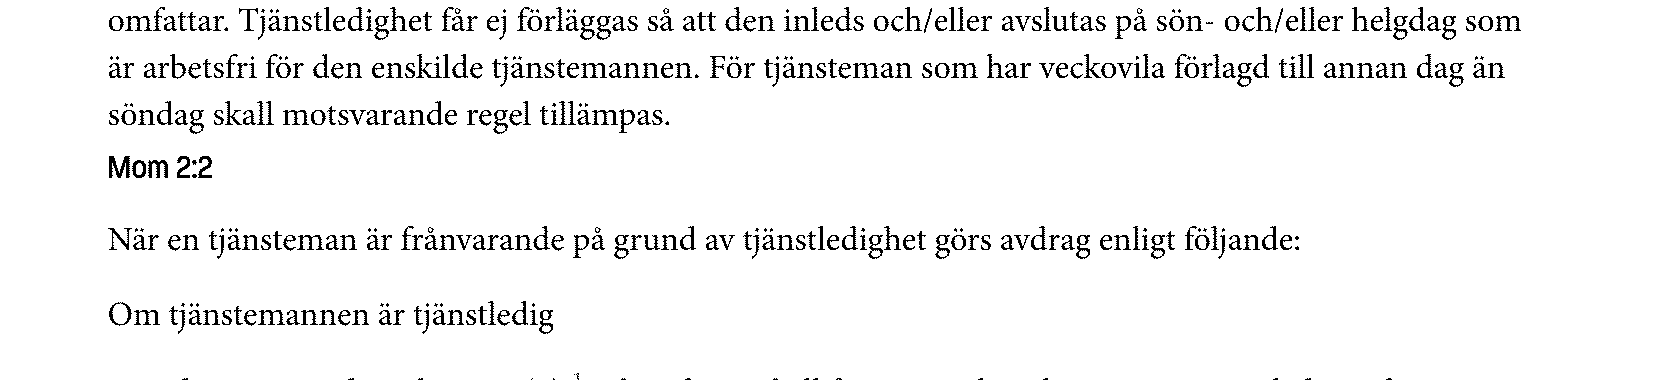 omfattar. Tjänstledighet får ej förläggas så att den inleds och/eller avslutas på sön- och/eller helgdag som
är arbetsfri för den enskilde tjänstemannen. För tjänsteman som har veckovila förlagd till annan dag än
söndag skall motsvarande regel tillämpas.
Mom 2:2
När en tjänsteman är frånvarande på grund av tjänstledighet görs avdrag enligt följande:
Om tjänstemannen är tjänstledig